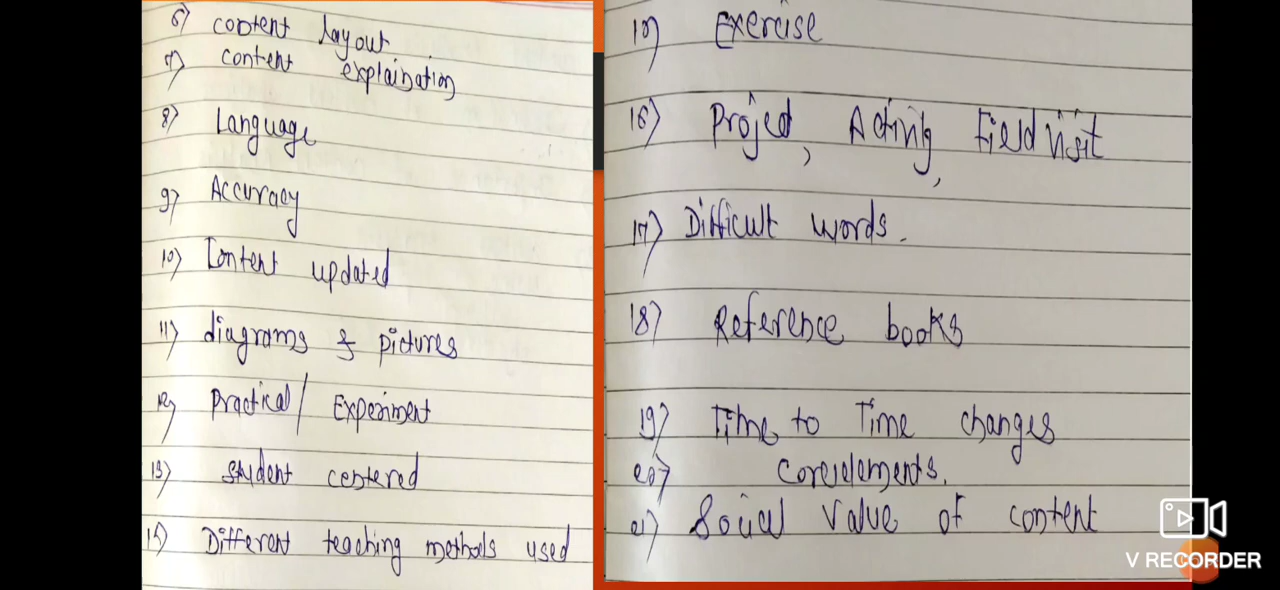 6) content layout
7) content explaination
8) Language
9) Accuracy
10) Content updated
11) diagrams & pictures
12) Practical / Experiment
13) student centered
14) Different teaching methods used
15) Exercise
16) Project, Acting, Field visit
17) Difficult words.
18) Reference books
19) Time to Time changes
20) coreelements.
21) Social Value of content
V RECORDER